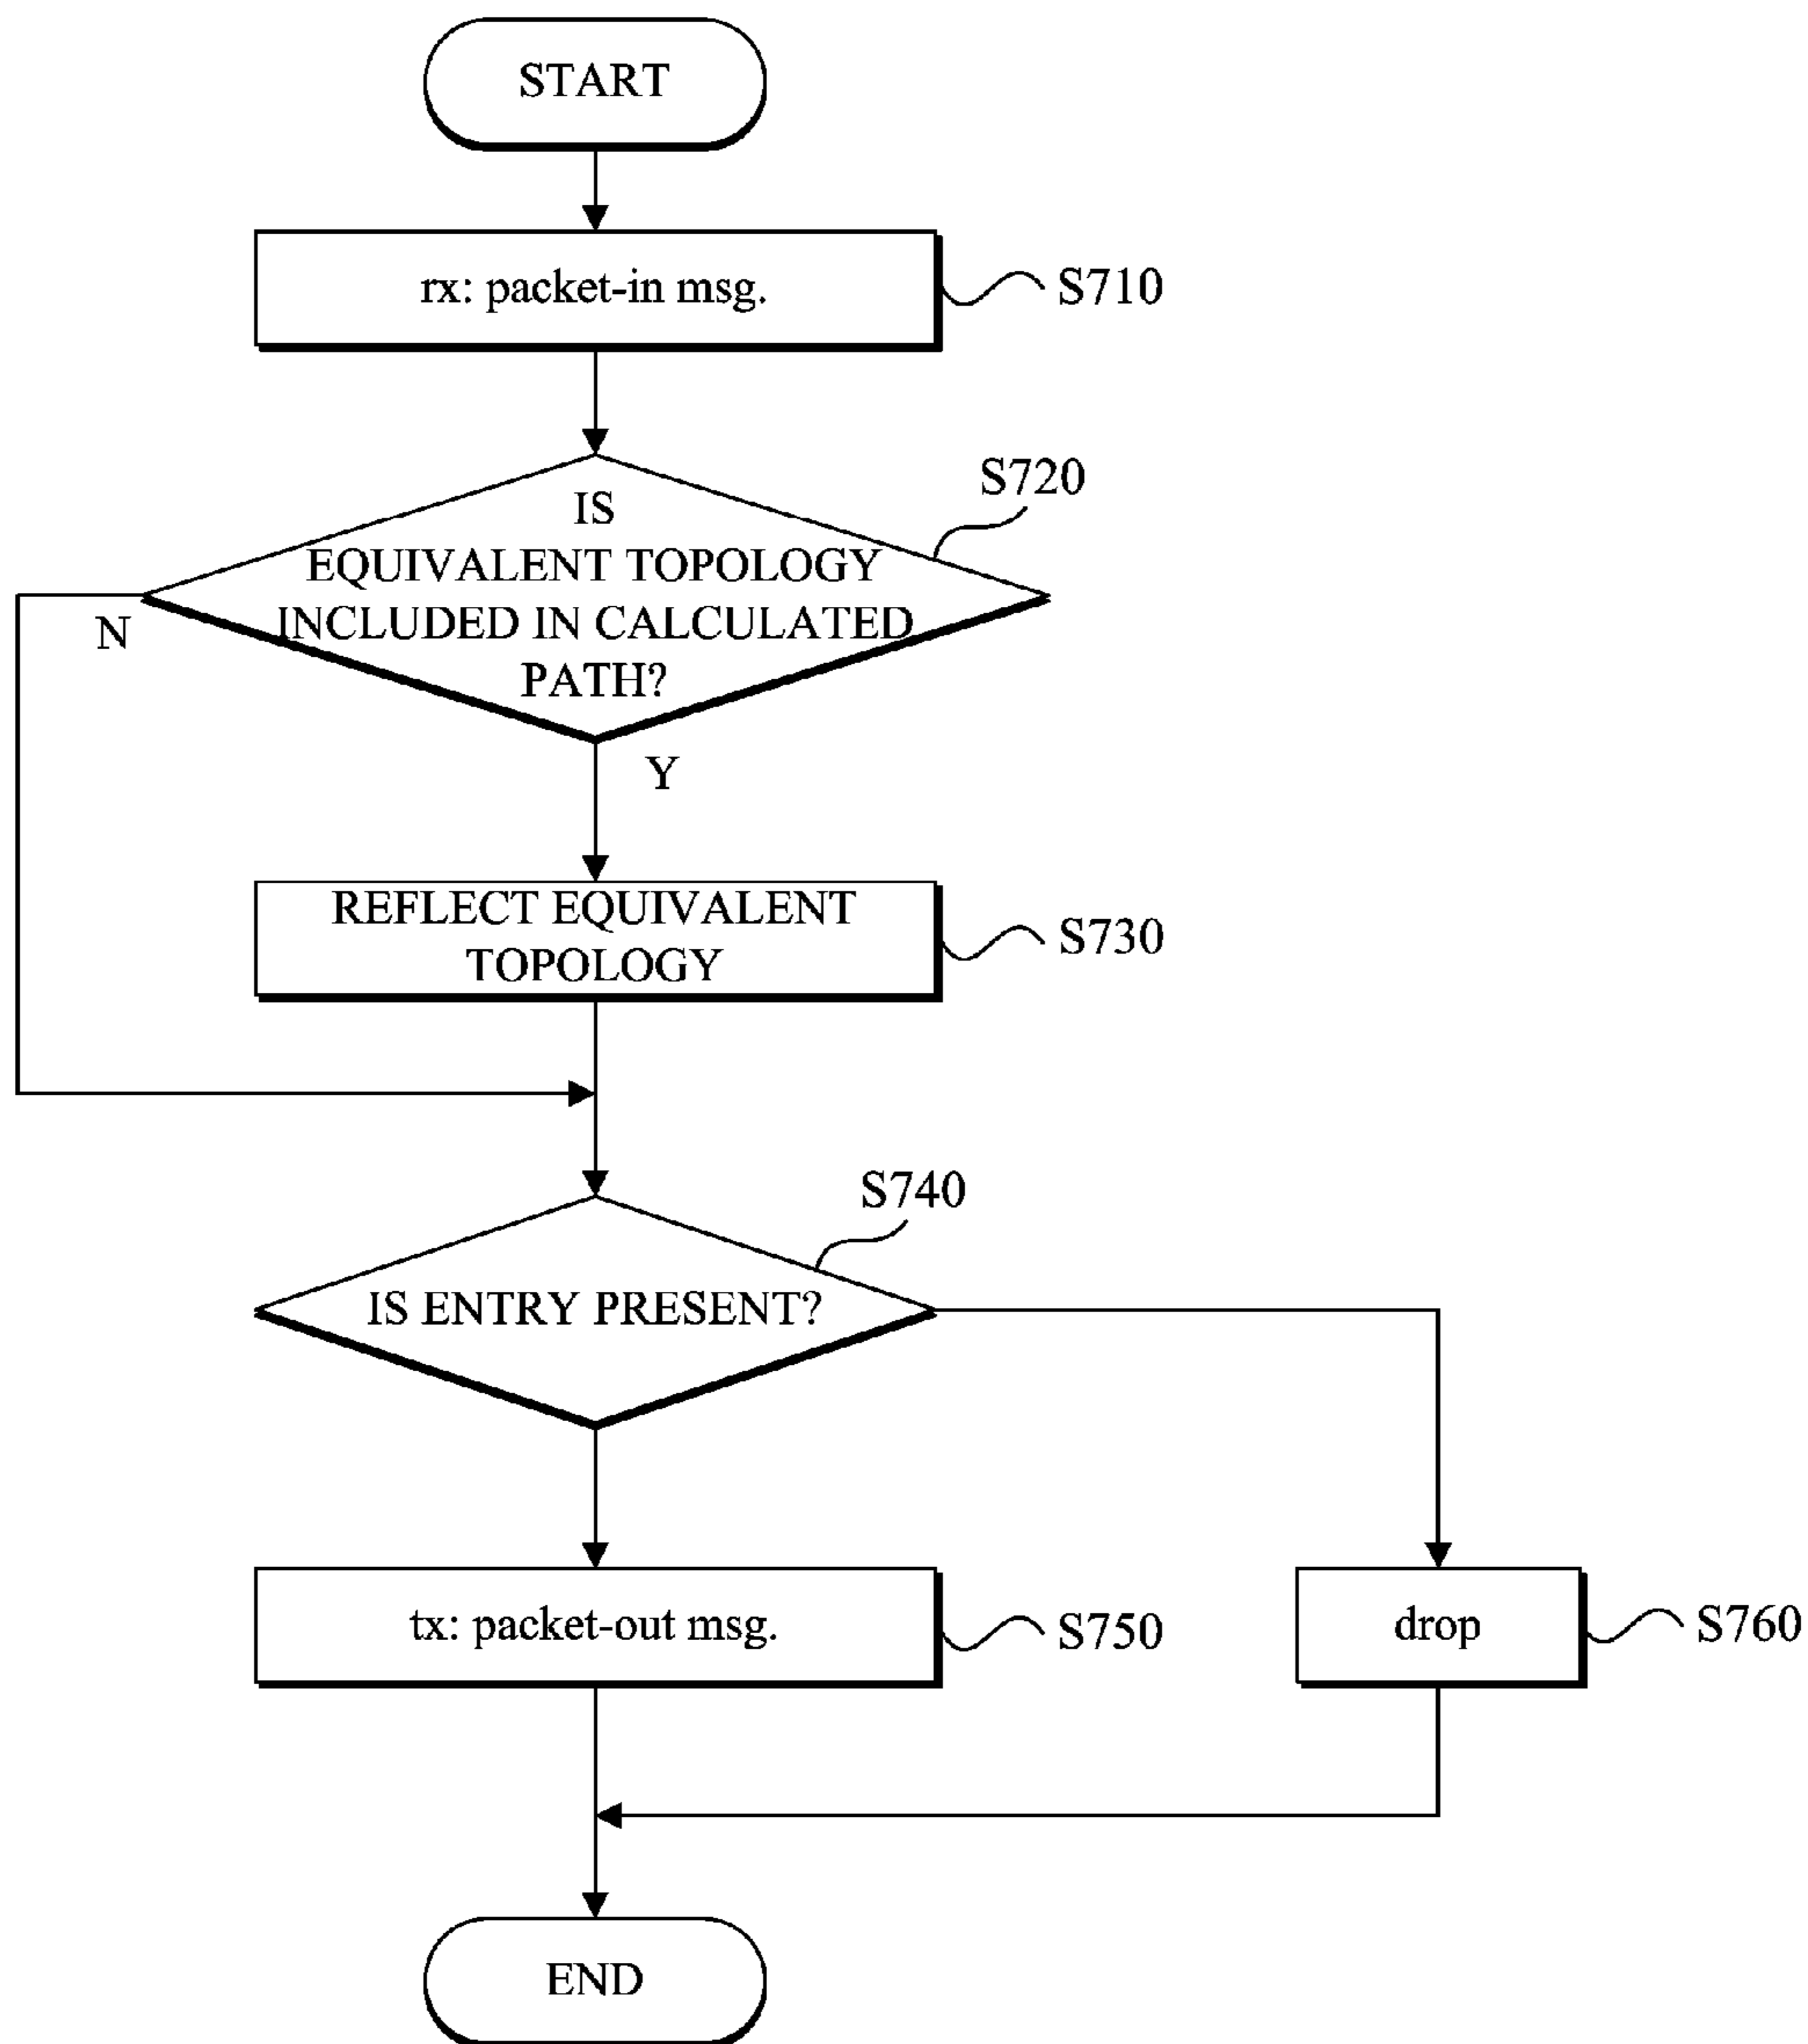 START
rx: packet-in msg.
S710
S720
IS
EQUIVALENT TOPOLOGY
INCLUDED IN CALCULATED
PATH?
N
Y
REFLECT EQUIVALENT
TOPOLOGY
S730
S740
IS ENTRY PRESENT?
tx: packet-out msg.
S750
drop
S760
END